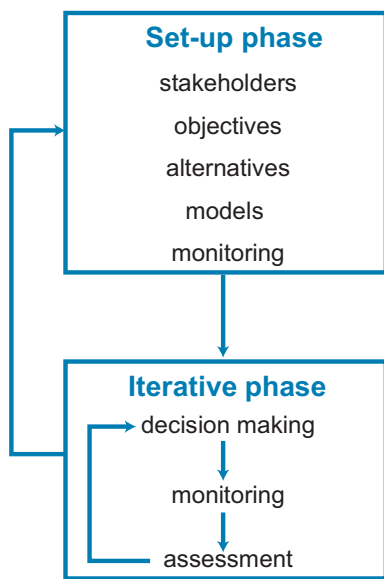 Set-up phase
stakeholders
objectives
alternatives
models
monitoring
Iterative phase
decision making
monitoring
assessment